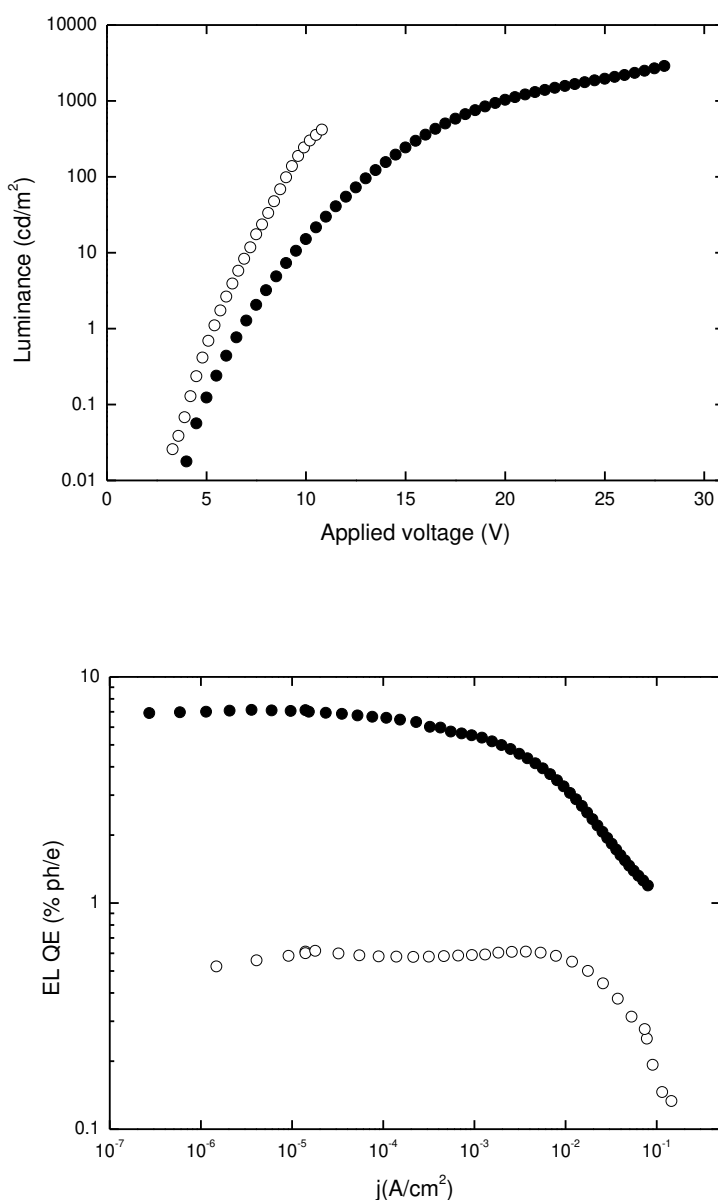 10000
1000
100
10
1
0.1
0.01
Luminance (cd/m²)
0 5 10 15 20 25 30
Applied voltage (V)
10
1
0.1
EL QE (% ph/e)
10⁻⁷ 10⁻⁶ 10⁻⁵ 10⁻⁴ 10⁻³ 10⁻² 10⁻¹
j(A/cm²)